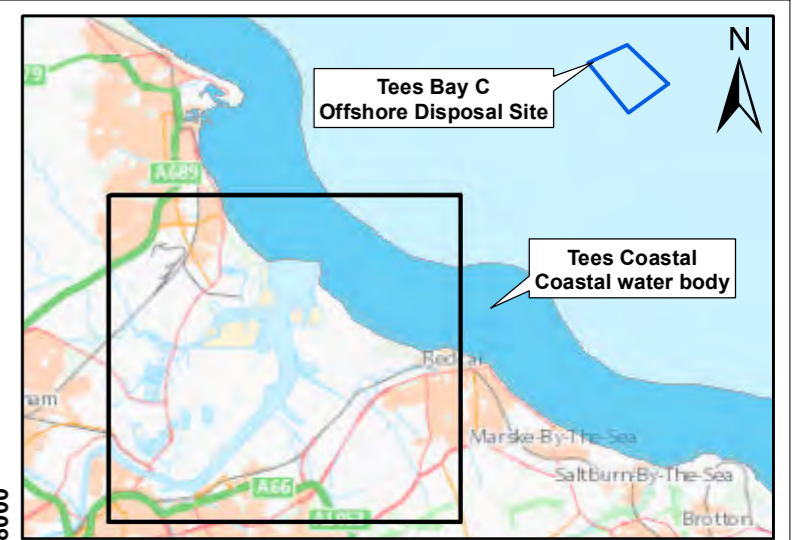 N
Tees Bay C
Offshore Disposal Site
A689
Tees Coastal
Coastal water body
Redcar
Marske-By-The-Sea
Saltburn-By-The-Sea
A66
Brotton